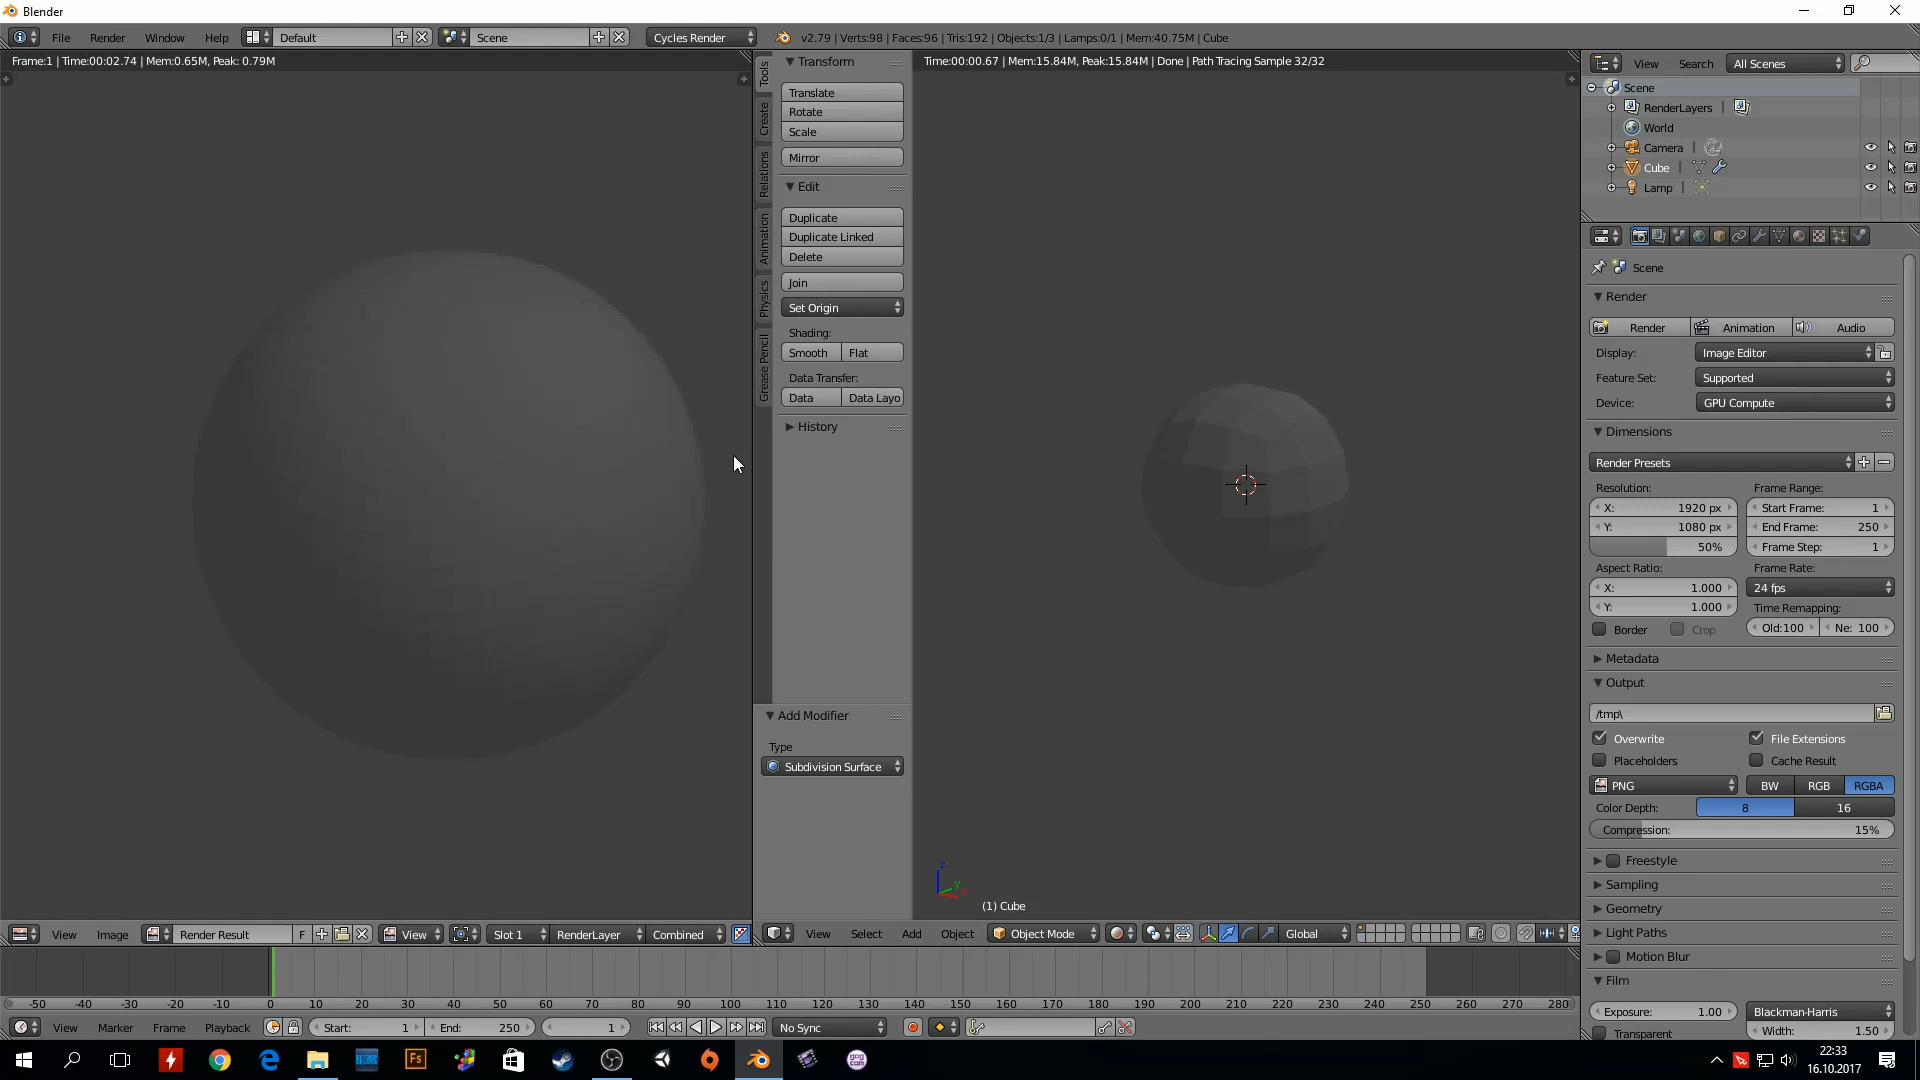 Blender
File Render Window Help Default Scene Cycles Render v2.79 | Verts:98 | Faces:96 | Tris:192 | Objects:1/3 | Lamps:0/1 | Mem:40.75M | Cube
Frame:1 | Time:00:02.74 | Mem:0.65M, Peak: 0.79M
Tools
Create
Relations
Animation
Physics
Grease Pencil
Transform
Translate
Rotate
Scale
Mirror
Edit
Duplicate
Duplicate Linked
Delete
Join
Set Origin
Shading:
Smooth Flat
Data Transfer:
Data Data Layo
History
Add Modifier
Type
Subdivision Surface
Time:00:00.67 | Mem:15.84M, Peak:15.84M | Done | Path Tracing Sample 32/32
z
y
x
(1) Cube
View Search All Scenes
Scene
RenderLayers |
World
Camera |
Cube |
Lamp |
Scene
Render
Render Animation Audio
Display: Image Editor
Feature Set: Supported
Device: GPU Compute
Dimensions
Render Presets
Resolution: Frame Range:
X: 1920 px Start Frame: 1
Y: 1080 px End Frame: 250
50% Frame Step: 1
Aspect Ratio: Frame Rate:
X: 1.000 24 fps
Y: 1.000 Time Remapping:
Border Crop Old:100 Ne: 100
Metadata
Output
/tmp\
Overwrite File Extensions
Placeholders Cache Result
PNG BW RGB RGBA
Color Depth: 8 16
Compression: 15%
Freestyle
Sampling
Geometry
Light Paths
Motion Blur
Film
Exposure: 1.00 Blackman-Harris
Transparent Width: 1.50
View Image Render Result F View Slot 1 RenderLayer Combined
View Select Add Object Object Mode Global
-50 -40 -30 -20 -10 0 10 20 30 40 50 60 70 80 90 100 110 120 130 140 150 160 170 180 190 200 210 220 230 240 250 260 270 280
View Marker Frame Playback Start: 1 End: 250 1 No Sync
Fs
gog
com
22:33
16.10.2017